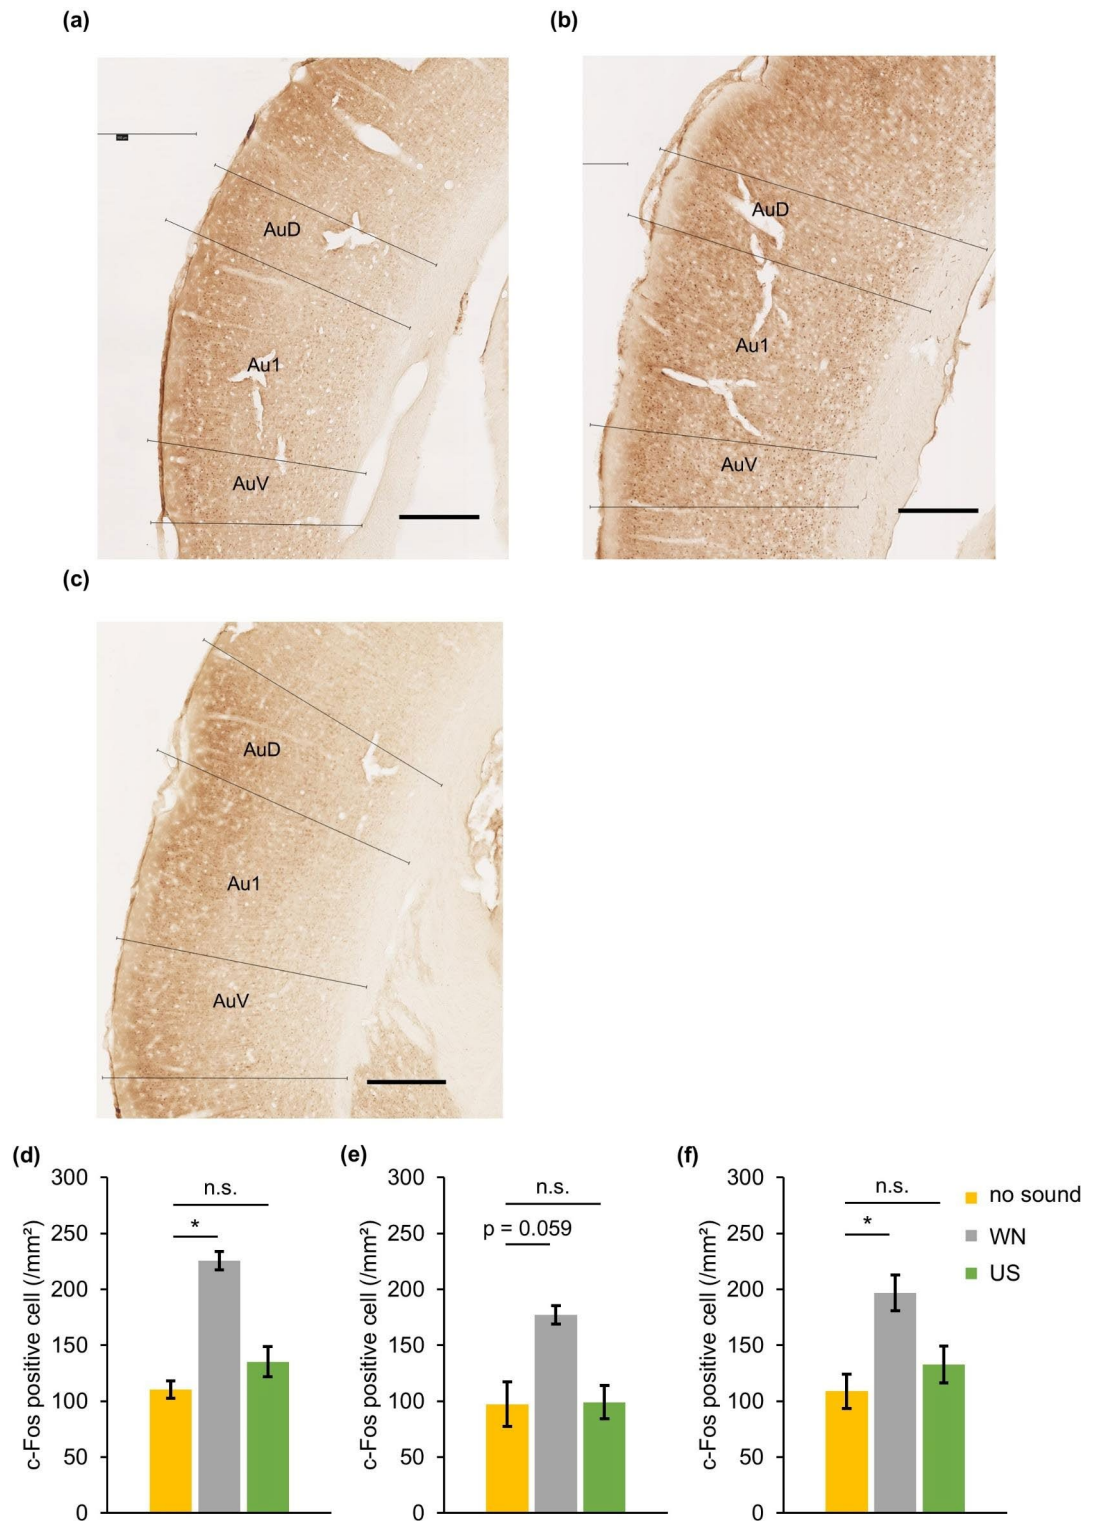 (a)
(b)
AuD
Au1
AuV
AuD
Au1
AuV
(c)
AuD
Au1
AuV
(d)
(e)
(f)
c-Fos positive cell (/mm²)
300
250
200
150
100
50
0
n.s.
*
c-Fos positive cell (/mm²)
300
250
200
150
100
50
0
n.s.
p = 0.059
c-Fos positive cell (/mm²)
300
250
200
150
100
50
0
n.s.
*
no sound
WN
US